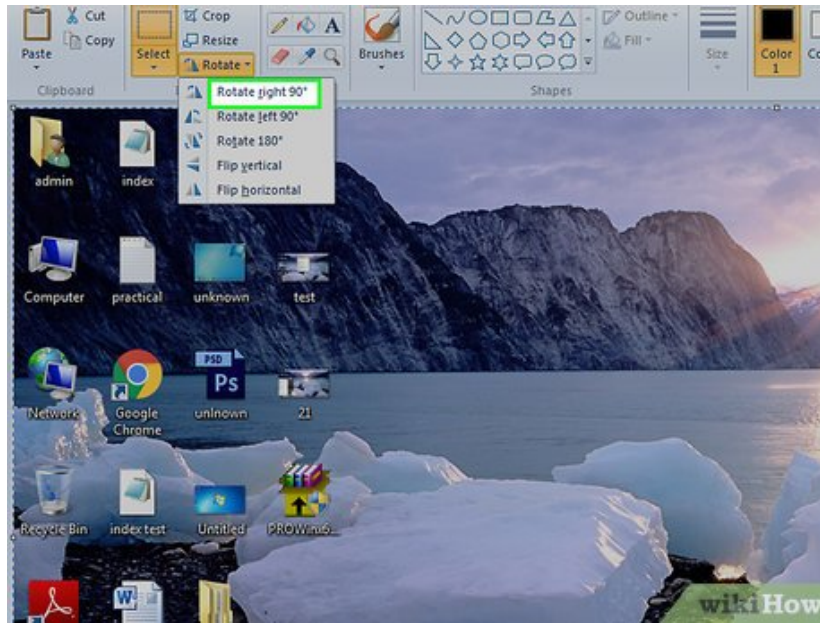 Cut
Copy
Paste
Clipboard
Select
Crop
Resize
Rotate
A
Brushes
Shapes
Outline
Fill
Size
Color
1
Rotate right 90°
Rotate left 90°
Rotate 180°
Flip vertical
Flip horizontal
admin
index
Computer
practical
unknown
test
Network
Google
Chrome
PSD
Ps
unlnown
21
Recycle Bin
index test
Untitled
W
wikiHow